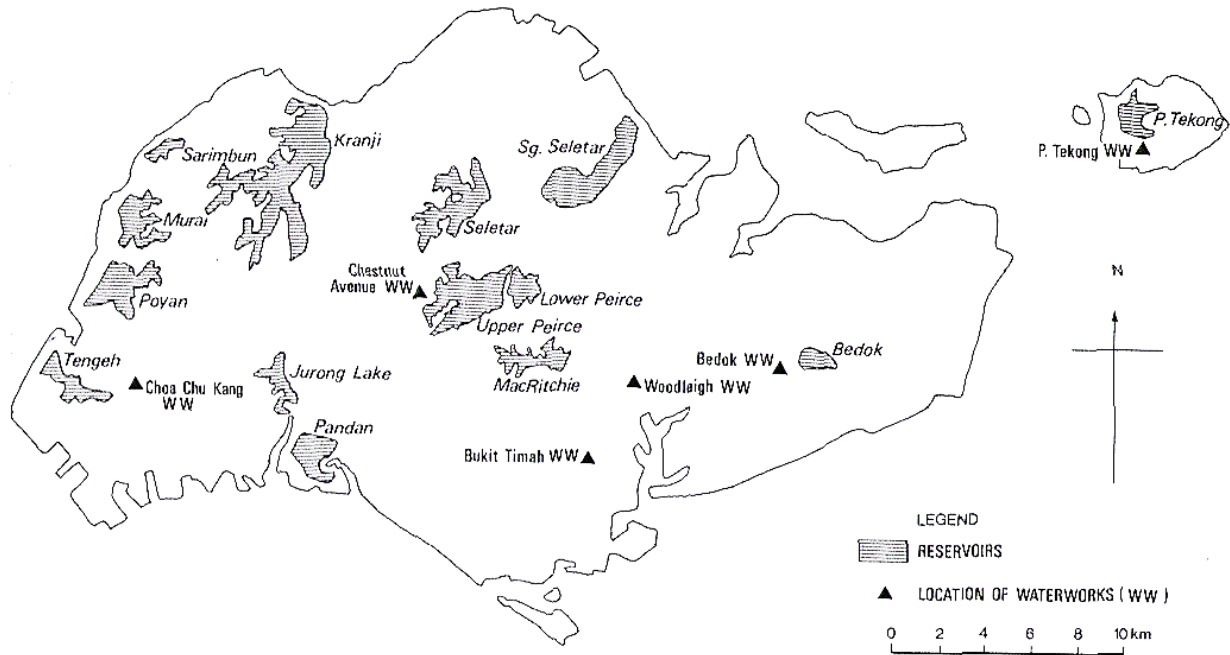 Kranji
Sarimbun
Sg. Seletar
P. Tekong
P. Tekong WW
Murai
Seletar
Chestnut
Avenue WW
Poyan
Lower Peirce
Upper Peirce
N
Tengeh
Choa Chu Kang
WW
Jurong Lake
MacRitchie
Bedok WW
Bedok
Woodleigh WW
Pandan
Bukit Timah WW
LEGEND
RESERVOIRS
LOCATION OF WATERWORKS (WW)
0 2 4 6 8 10 km